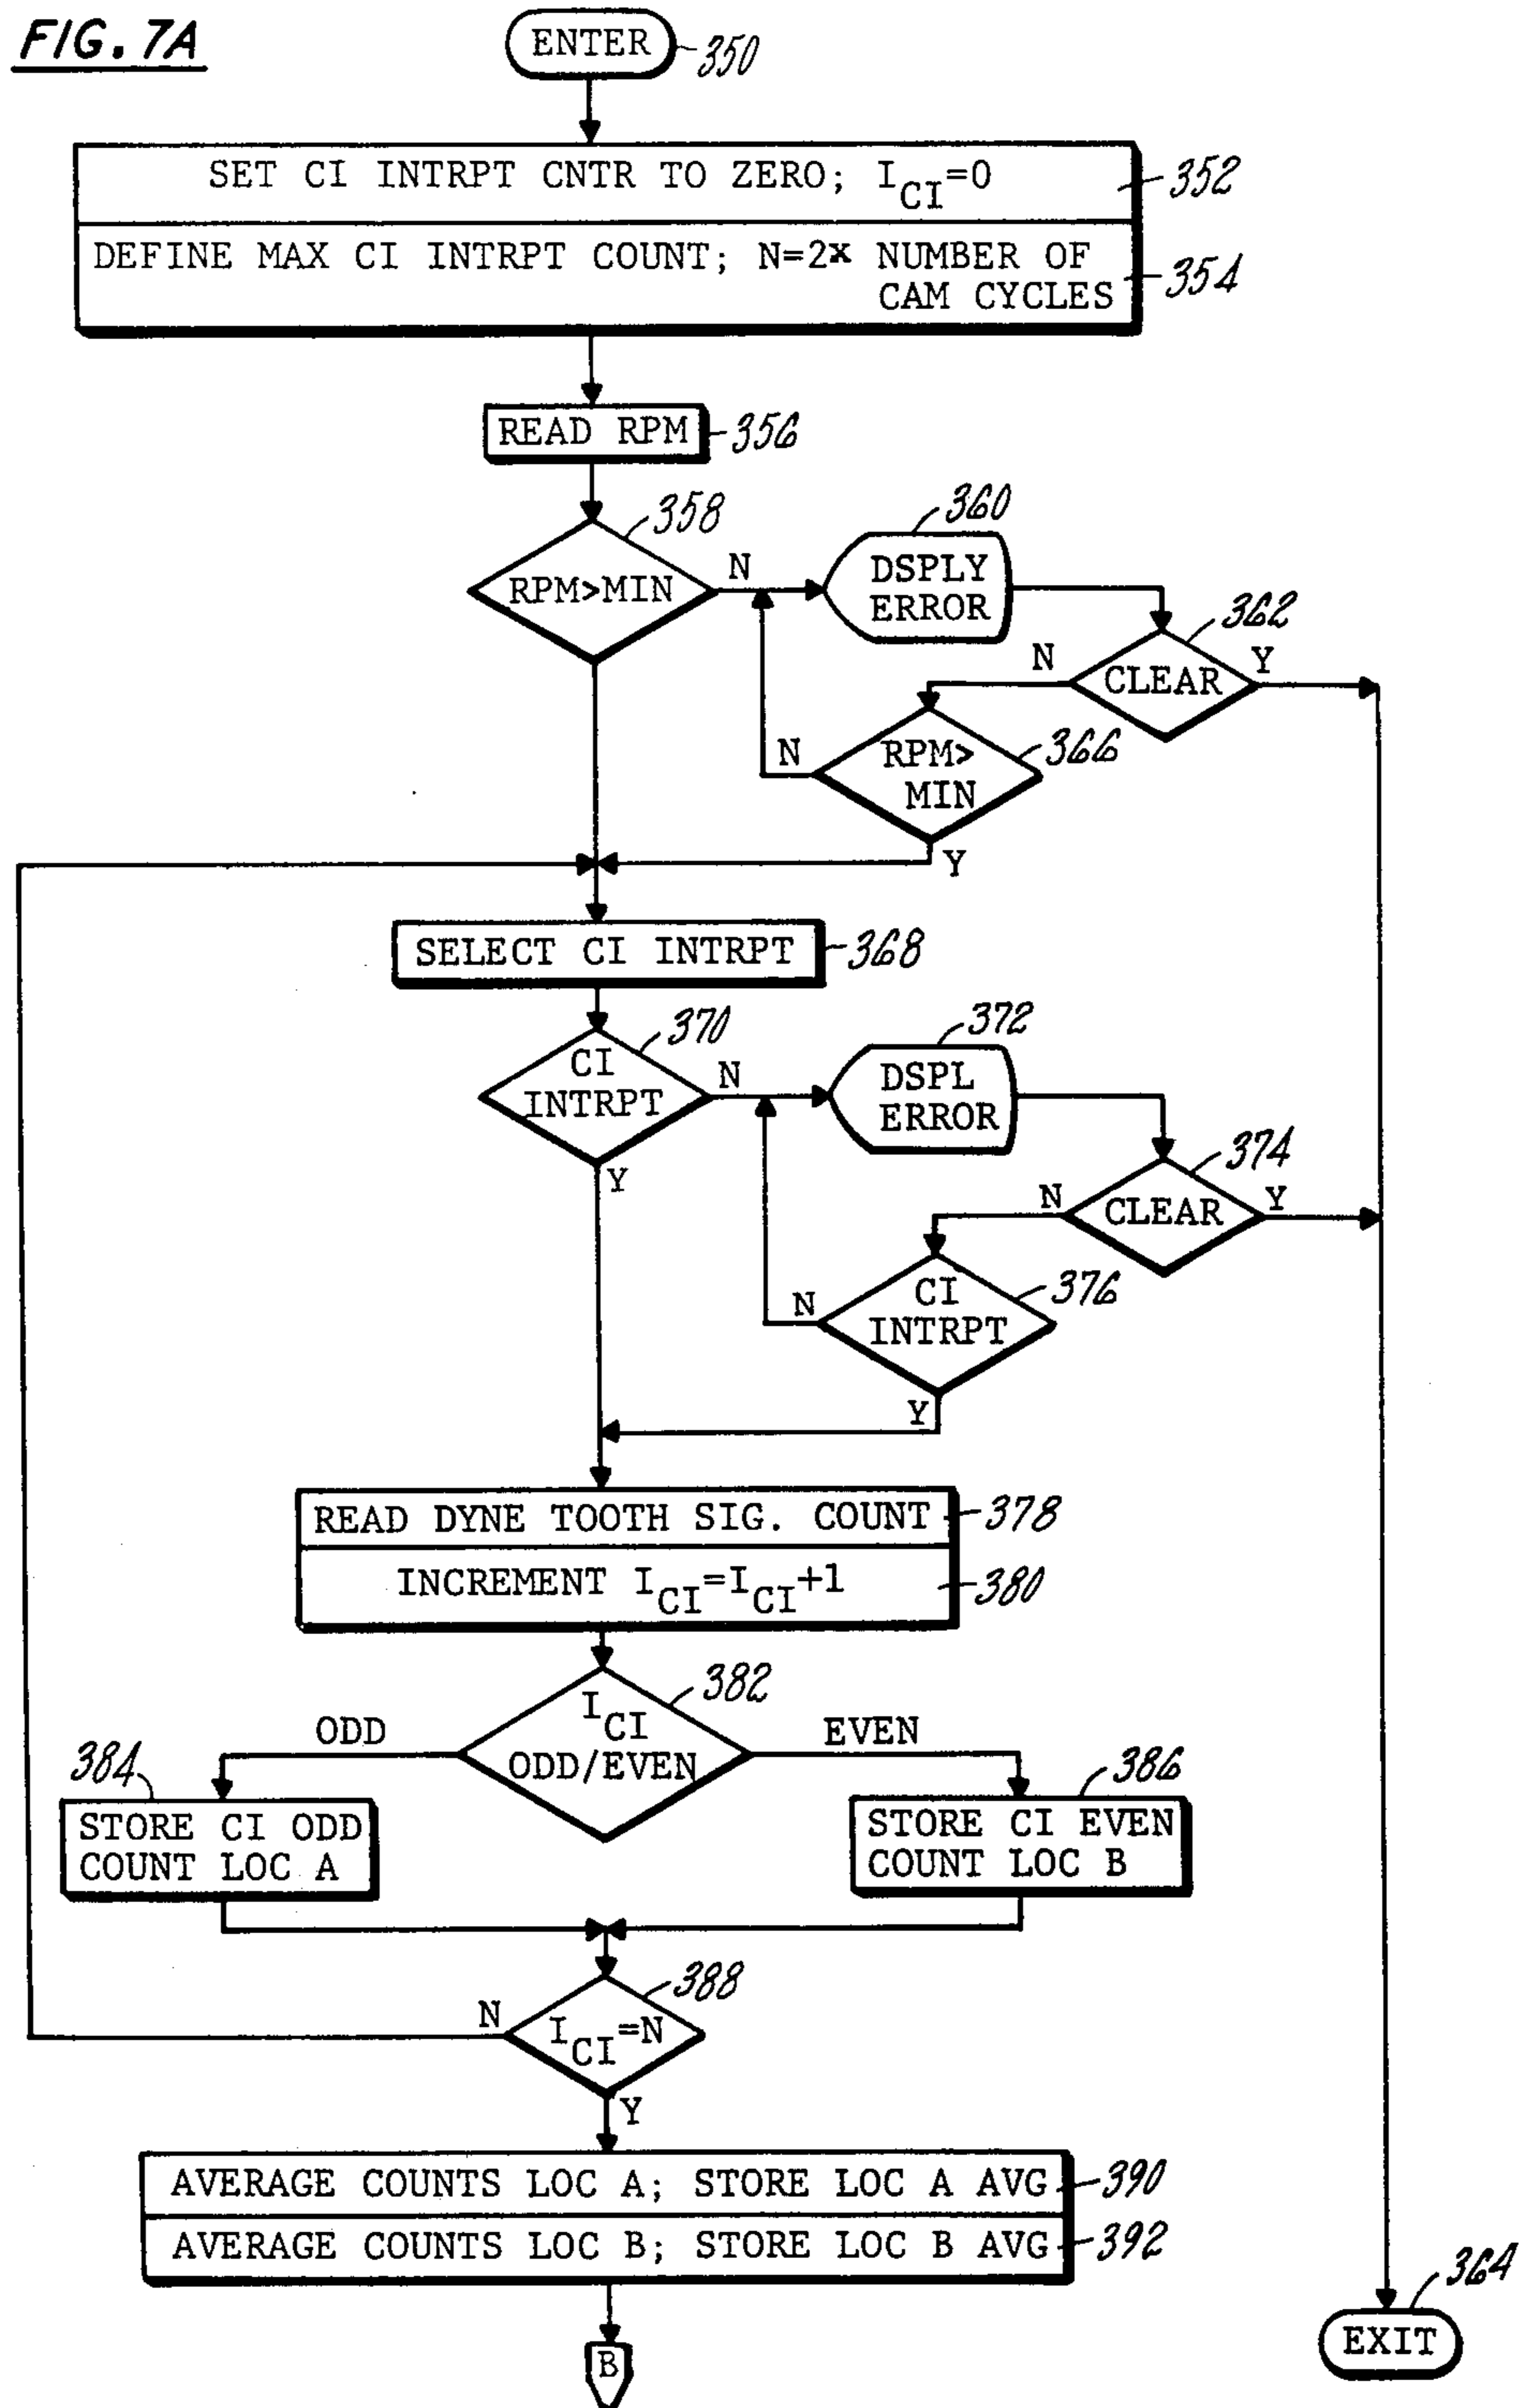 FIG. 7A
ENTER 350
SET CI INTRPT CNTR TO ZERO; I_CI=0 352
DEFINE MAX CI INTRPT COUNT; N=2x NUMBER OF
CAM CYCLES 354
READ RPM 356
358
RPM>MIN
N
360
DSPLY
ERROR
362
N
CLEAR
Y
366
RPM>
MIN
N
Y
SELECT CI INTRPT 368
370
CI
INTRPT
N
Y
372
DSPL
ERROR
374
N
CLEAR
Y
376
CI
INTRPT
N
Y
READ DYNE TOOTH SIG. COUNT 378
INCREMENT I_CI=I_CI+1 380
382
I_CI
ODD/EVEN
ODD
EVEN
384
STORE CI ODD
COUNT LOC A
386
STORE CI EVEN
COUNT LOC B
388
N
I_CI=N
Y
AVERAGE COUNTS LOC A; STORE LOC A AVG 390
AVERAGE COUNTS LOC B; STORE LOC B AVG 392
B
364
EXIT